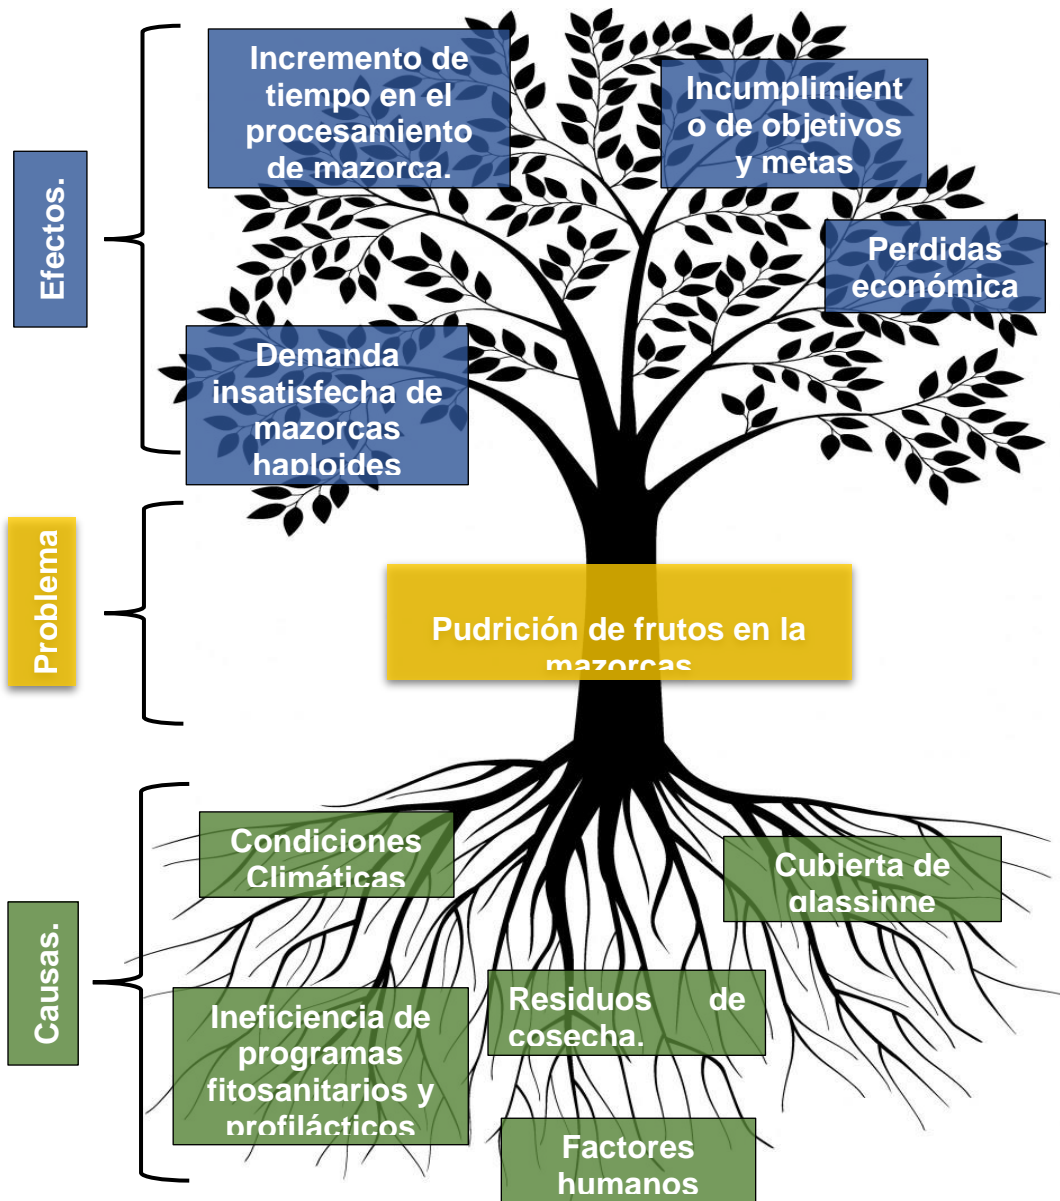 Incremento de
tiempo en el
procesamiento
de mazorca.
Incumplimient
o de objetivos
y metas
Efectos.
Perdidas
económica
Demanda
insatisfecha de
mazorcas
haploides
Problema
Pudrición de frutos en la
mazorcas
Condiciones
Climáticas
Cubierta de
glassinne
Causas.
Residuos de
cosecha.
Ineficiencia de
programas
fitosanitarios y
profilácticos
Factores
humanos